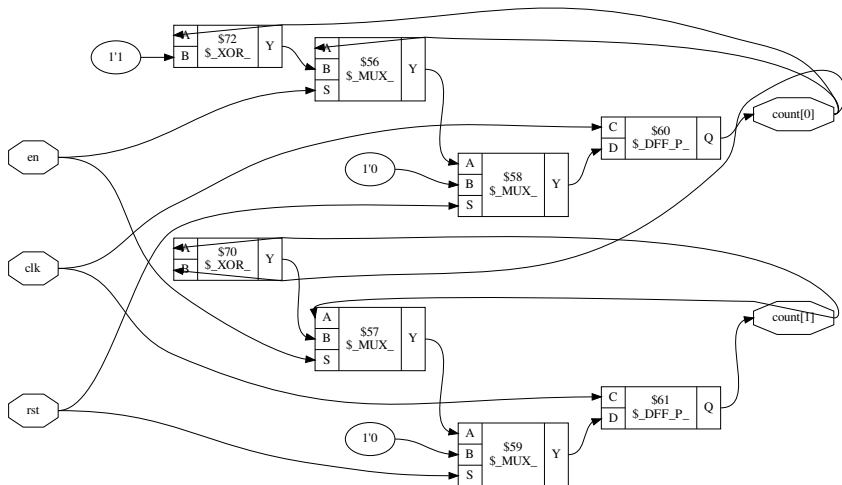 A
B
$72
$_XOR_
Y
1'1
A
B
S
$56
$_MUX_
Y
count[0]
C
D
$60
$_DFF_P_
Q
en
1'0
A
B
S
$58
$_MUX_
Y
clk
A
B
$70
$_XOR_
Y
A
B
S
$57
$_MUX_
Y
count[1]
rst
C
D
$61
$_DFF_P_
Q
1'0
A
B
S
$59
$_MUX_
Y